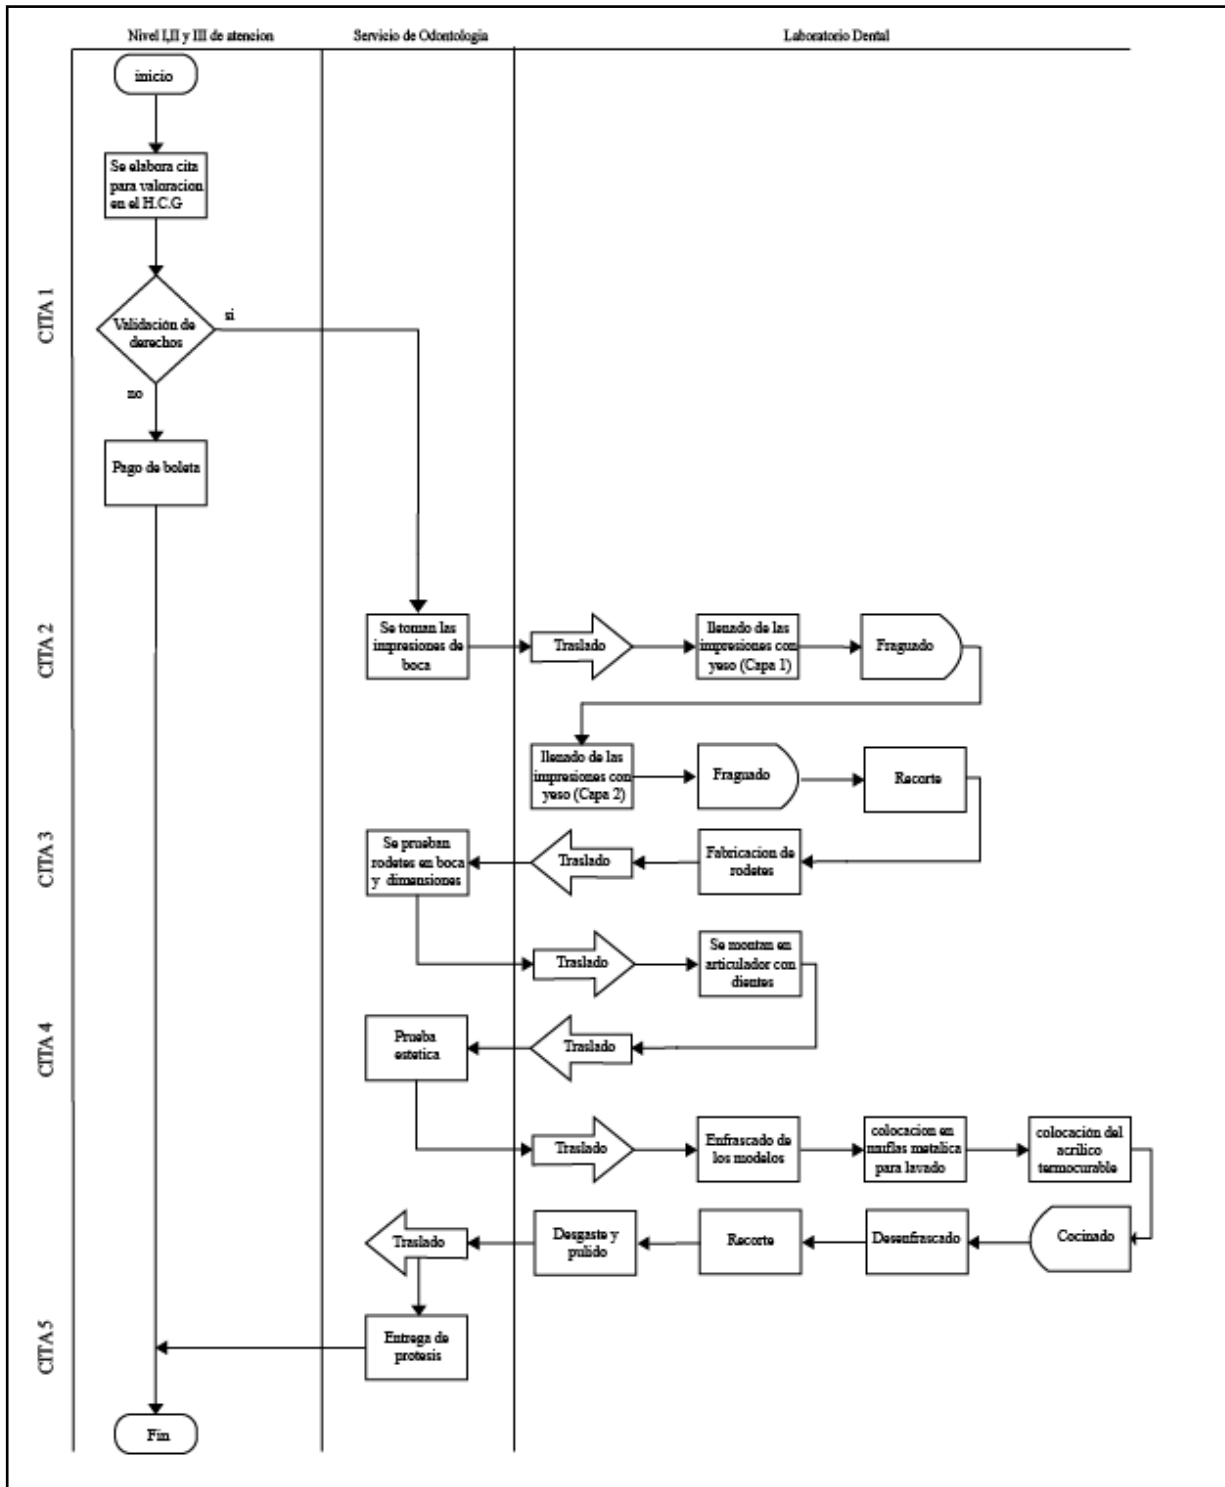 Nivel I,II y III de atencion
Servicio de Odontologia
Laboratorio Dental
inicio
Se elabora cita
para valoracion
en el H.C.G
CITA 1
Validación de
derechos
si
no
Pago de boleta
CITA 2
Se toman las
impresiones de
boca
Traslado
llenado de las
impresiones con
yeso (Capa 1)
Fraguado
llenado de las
impresiones con
yeso (Capa 2)
Fraguado
Recorte
CITA 3
Se prueban
rodetes en boca
y dimensiones
Traslado
Fabricacion de
rodetes
Traslado
Se montan en
articulador con
dientes
CITA 4
Prueba
estetica
Traslado
Traslado
Enfrascado de
los modelos
colocacion en
muflas metalica
para lavado
colocación del
acrilico
termocurable
Traslado
Desgaste y
pulido
Recorte
Desenfrascado
Cocinado
CITA 5
Entrega de
protesis
Fin